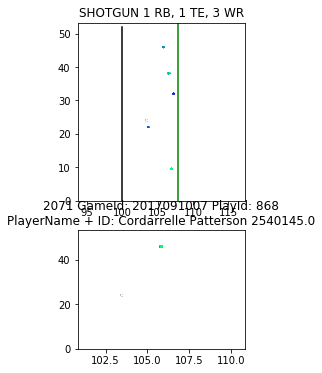 SHOTGUN 1 RB, 1 TE, 3 WR
50
40
30
20
10
0
95 100 105 110 115
2071 GameId: 2017091007 PlayId: 868
PlayerName + ID: Cordarrelle Patterson 2540145.0
40
20
0
102.5 105.0 107.5 110.0